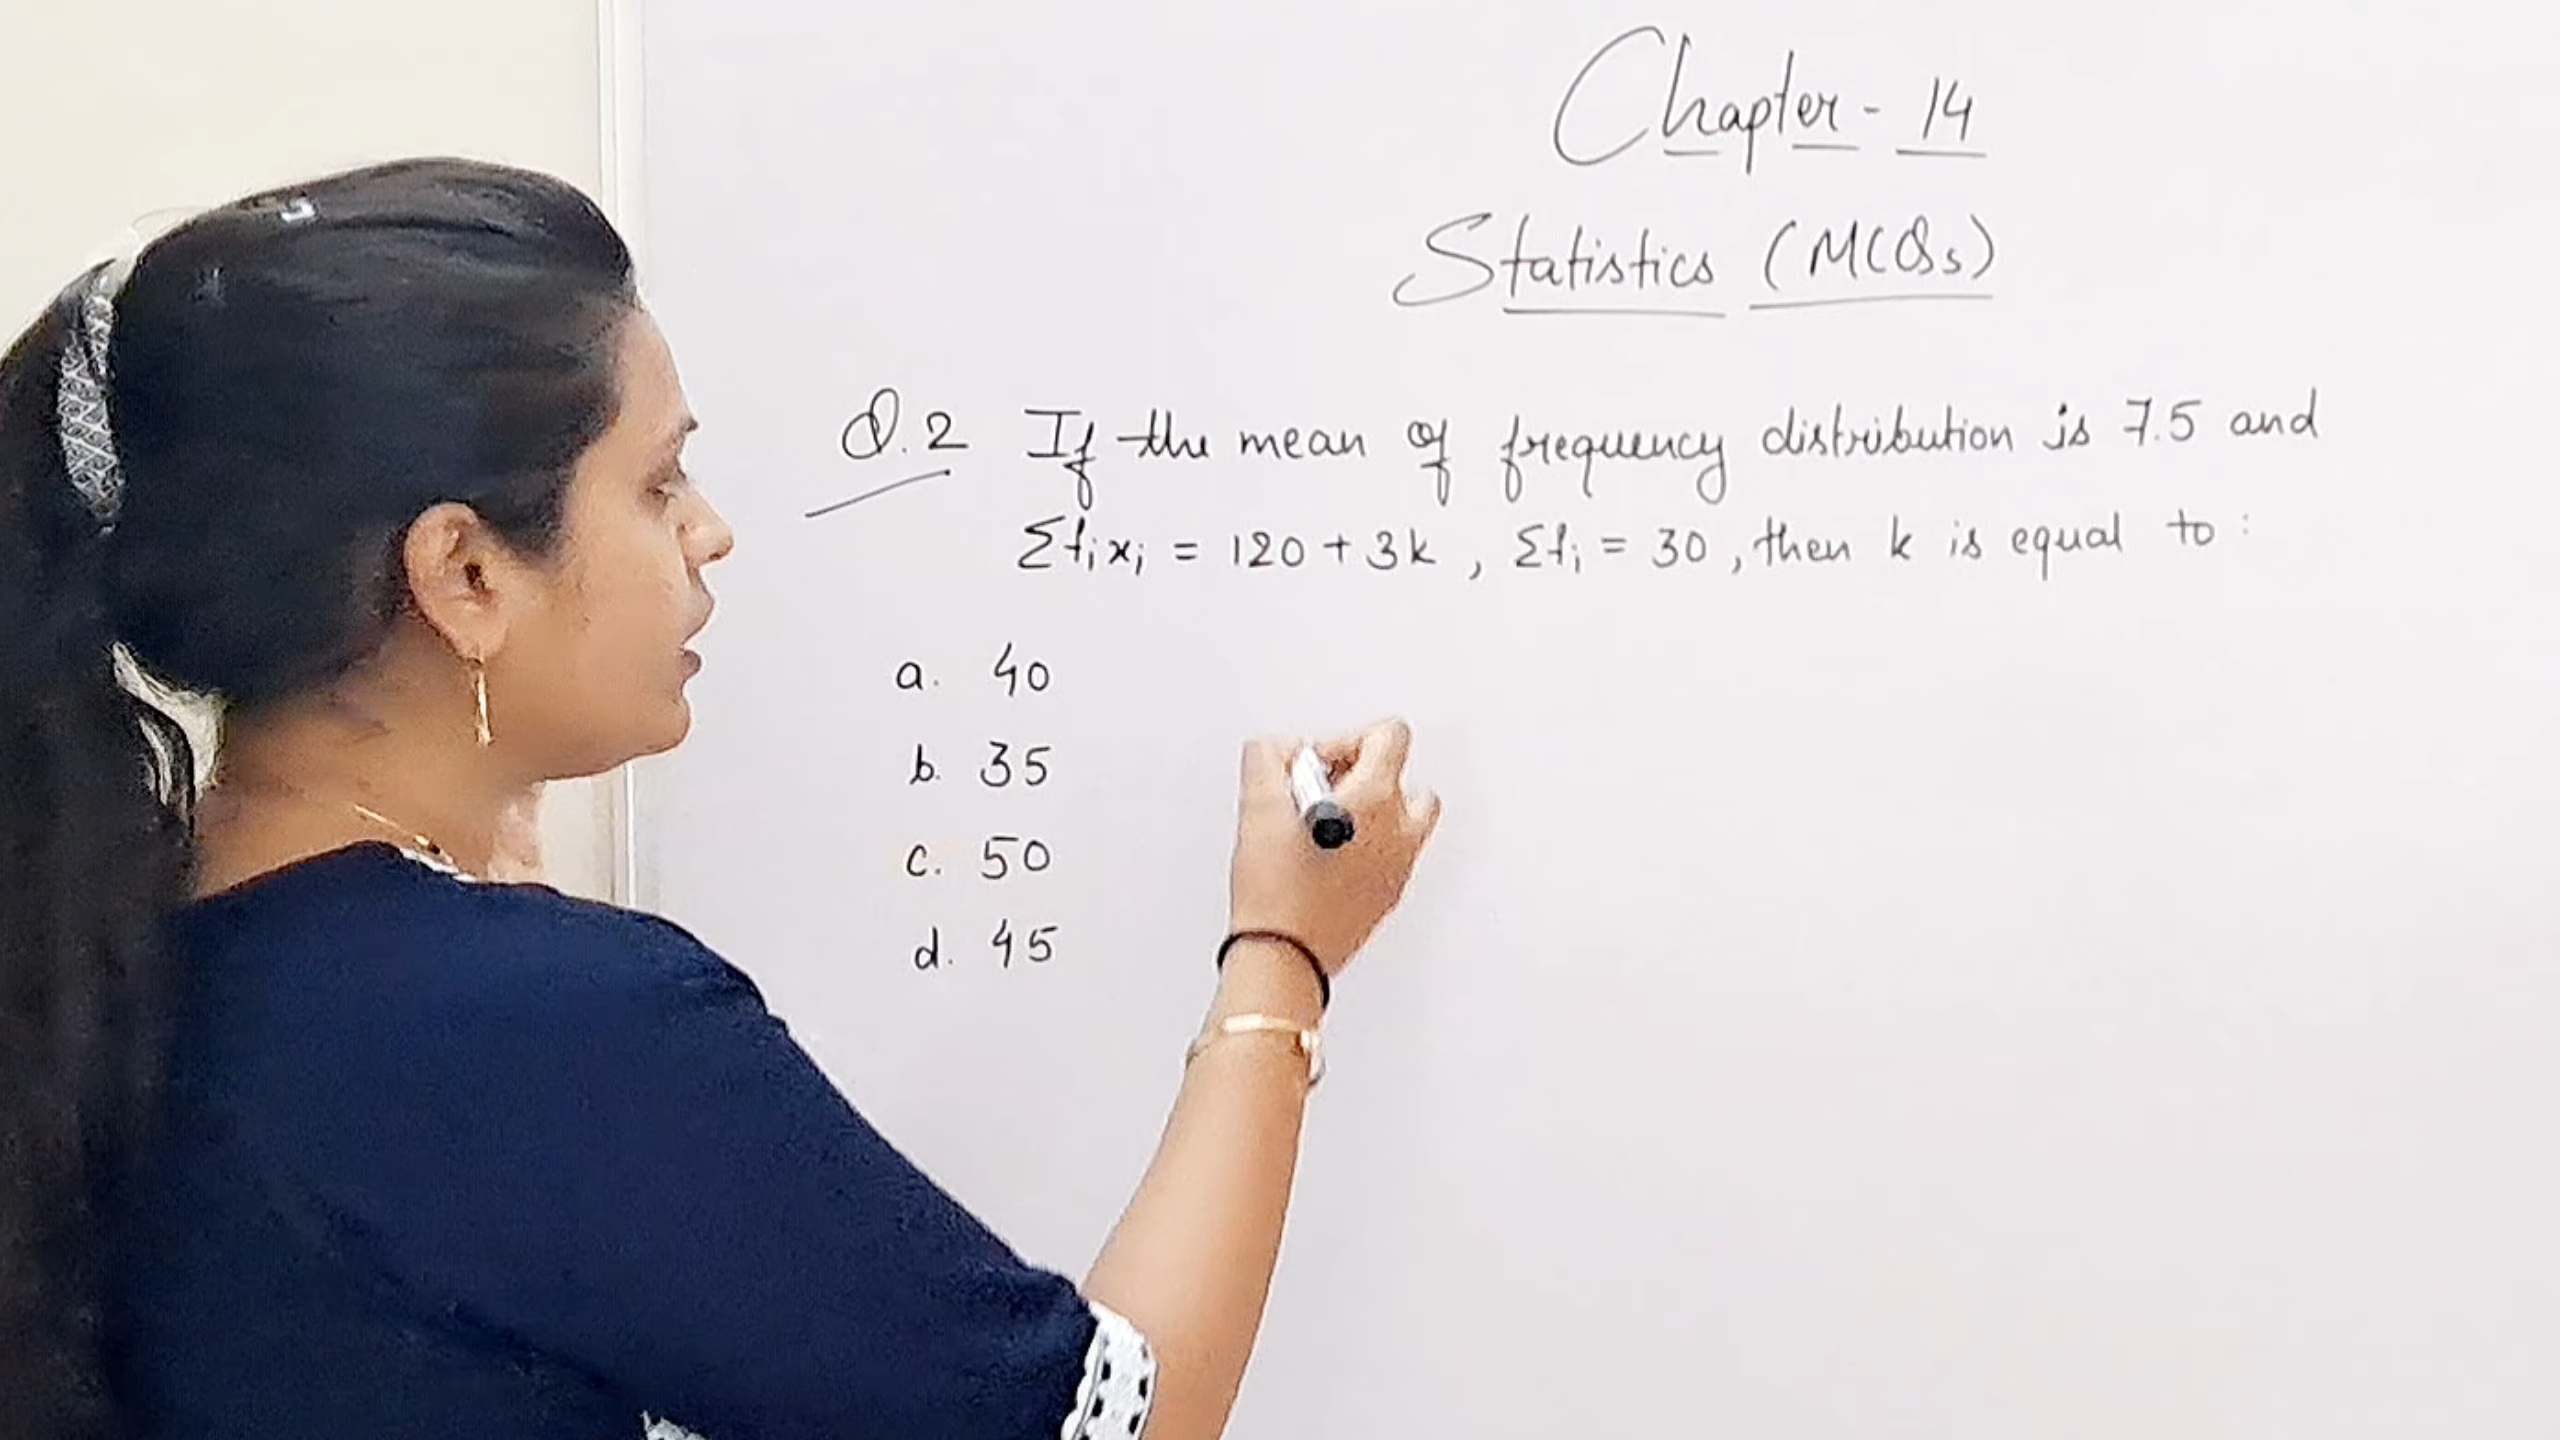 Chapter - 14
Statistics (MCQs)
Q.2 If the mean of frequency distribution is 7.5 and
Σfixi = 120 + 3k , Σfi = 30 , then k is equal to :
a. 40
b. 35
c. 50
d. 45